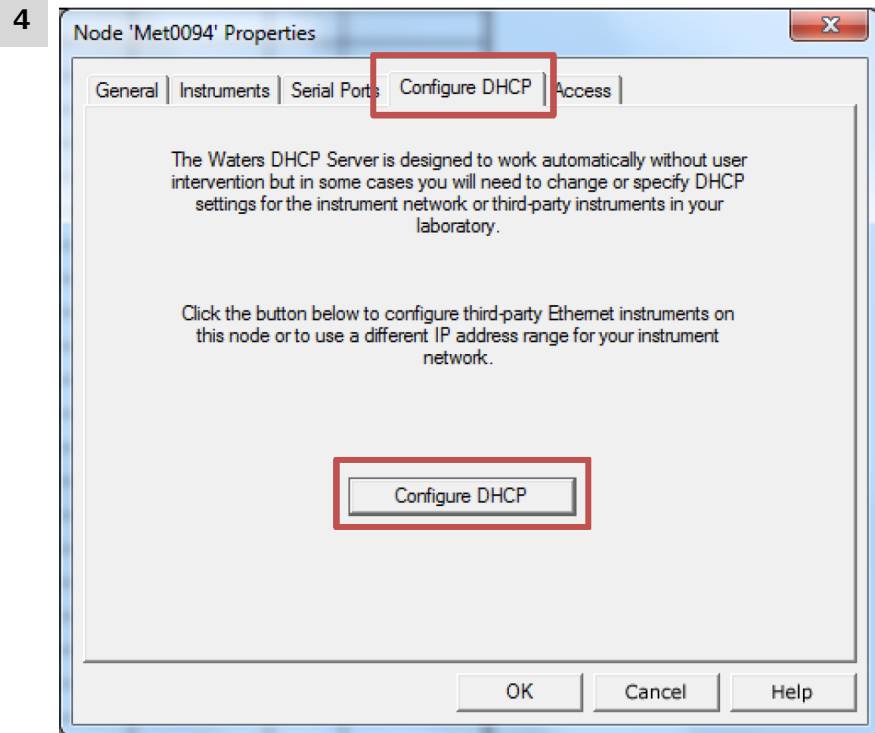 4
Node 'Met0094' Properties
General Instruments Serial Ports Configure DHCP Access
The Waters DHCP Server is designed to work automatically without user
intervention but in some cases you will need to change or specify DHCP
settings for the instrument network or third-party instruments in your
laboratory.
Click the button below to configure third-party Ethernet instruments on
this node or to use a different IP address range for your instrument
network.
Configure DHCP
OK Cancel Help